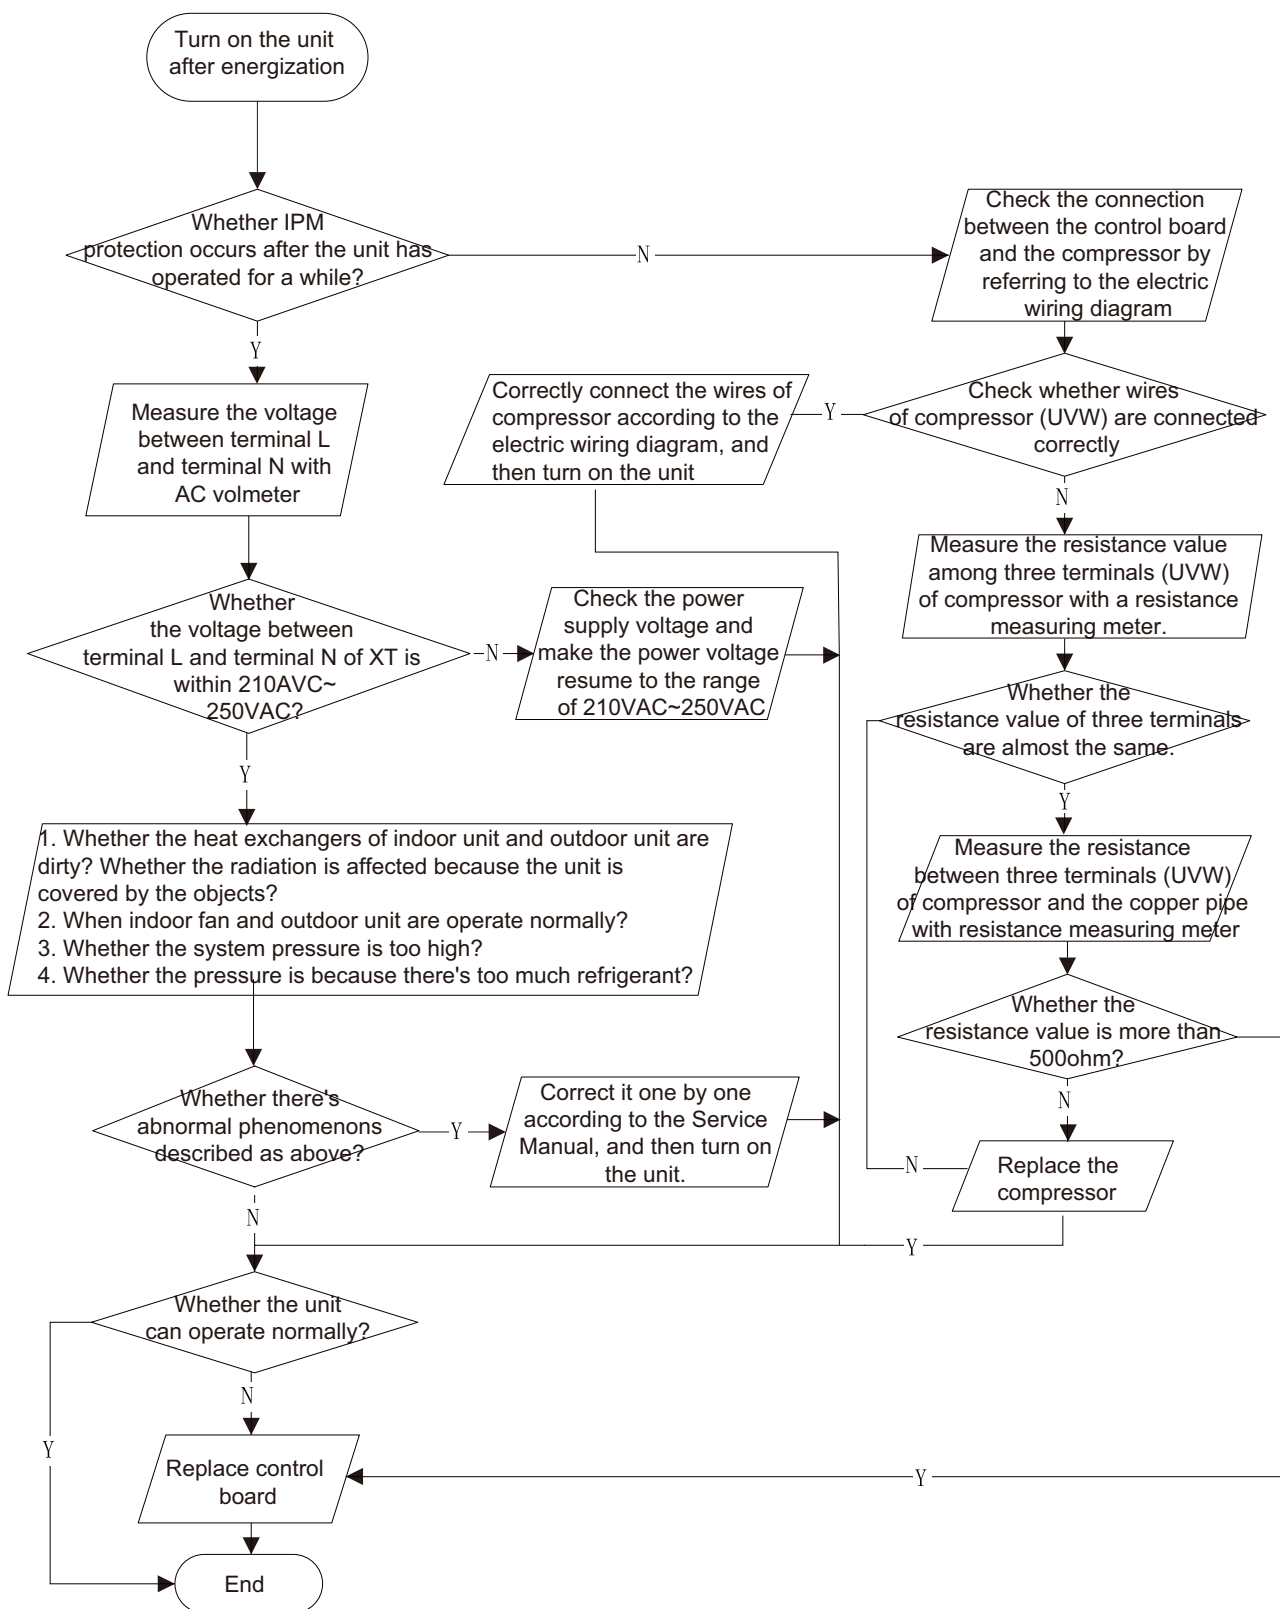 Turn on the unit
after energization
Whether IPM
protection occurs after the unit has
operated for a while?
N
Check the connection
between the control board
and the compressor by
referring to the electric
wiring diagram
Y
Measure the voltage
between terminal L
and terminal N with
AC volmeter
Correctly connect the wires of
compressor according to the
electric wiring diagram, and
then turn on the unit
Y
Check whether wires
of compressor (UVW) are connected
correctly
N
Measure the resistance value
among three terminals (UVW)
of compressor with a resistance
measuring meter.
Whether
the voltage between
terminal L and terminal N of XT is
within 210AVC~
250VAC?
N
Check the power
supply voltage and
make the power voltage
resume to the range
of 210VAC~250VAC
Whether the
resistance value of three terminals
are almost the same.
Y
Y
1. Whether the heat exchangers of indoor unit and outdoor unit are
dirty? Whether the radiation is affected because the unit is
covered by the objects?
2. When indoor fan and outdoor unit are operate normally?
3. Whether the system pressure is too high?
4. Whether the pressure is because there's too much refrigerant?
Measure the resistance
between three terminals (UVW)
of compressor and the copper pipe
with resistance measuring meter
Whether the
resistance value is more than
500ohm?
N
Whether there's
abnormal phenomenons
described as above?
Y
Correct it one by one
according to the Service
Manual, and then turn on
the unit.
N
Replace the
compressor
N
Y
Whether the unit
can operate normally?
N
Y
Replace control
board
Y
End